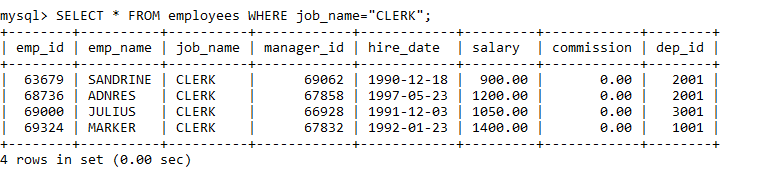 mysql> SELECT * FROM employees WHERE job_name="CLERK";
+--------+----------+----------+------------+------------+---------+------------+--------+
| emp_id | emp_name | job_name | manager_id | hire_date | salary | commission | dep_id |
+--------+----------+----------+------------+------------+---------+------------+--------+
| 63679 | SANDRINE | CLERK | 69062 | 1990-12-18 | 900.00 | 0.00 | 2001 |
| 68736 | ADNRES | CLERK | 67858 | 1997-05-23 | 1200.00 | 0.00 | 2001 |
| 69000 | JULIUS | CLERK | 66928 | 1991-12-03 | 1050.00 | 0.00 | 3001 |
| 69324 | MARKER | CLERK | 67832 | 1992-01-23 | 1400.00 | 0.00 | 1001 |
+--------+----------+----------+------------+------------+---------+------------+--------+
4 rows in set (0.00 sec)